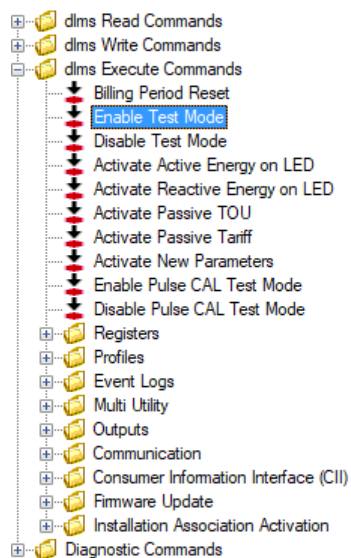 dlms Read Commands
dlms Write Commands
dlms Execute Commands
Billing Period Reset
Enable Test Mode
Disable Test Mode
Activate Active Energy on LED
Activate Reactive Energy on LED
Activate Passive TOU
Activate Passive Tariff
Activate New Parameters
Enable Pulse CAL Test Mode
Disable Pulse CAL Test Mode
Registers
Profiles
Event Logs
Multi Utility
Outputs
Communication
Consumer Information Interface (CII)
Firmware Update
Installation Association Activation
Diagnostic Commands